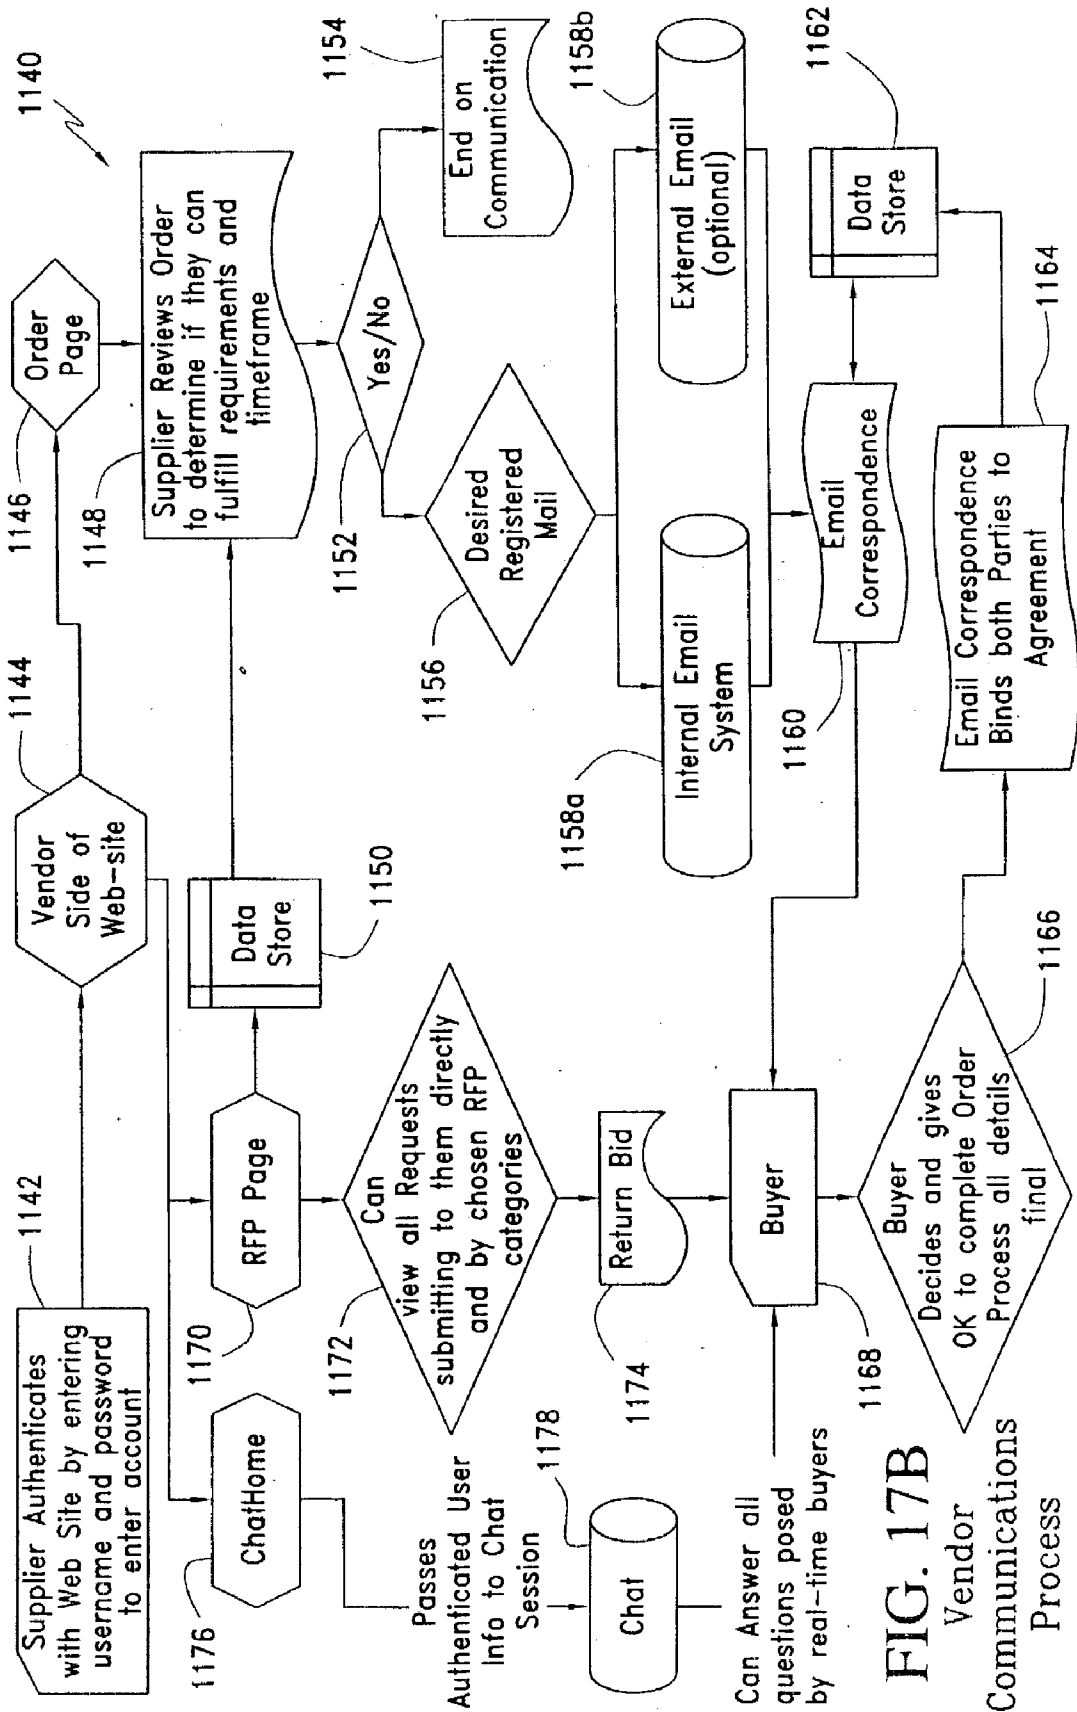 1140
Supplier Authenticates
with Web Site by entering
username and password
to enter account
1142
Vendor
Side of
Web-site
1144
Order
Page
1146
Supplier Reviews Order
to determine if they can
fulfill requirements and
timeframe
1148
Yes/No
1152
End on
Communication
1154
ChatHome
1176
RFP Page
1170
Data
Store
1150
Desired
Registered
Mail
1156
Can
view all Requests
submitting to them directly
and by chosen RFP
categories
1172
Passes
Authenticated User
Info to Chat
Session
Internal Email
System
1158a
External Email
(optional)
1158b
Chat
1178
Return Bid
1174
Email
Correspondence
1160
Data
Store
1162
Can Answer all
questions posed
by real-time buyers
Buyer
1168
Buyer
Decides and gives
OK to complete Order
Process all details
final
1166
Email Correspondence
Binds both Parties to
Agreement
1164
FIG. 17B
Vendor
Communications
Process